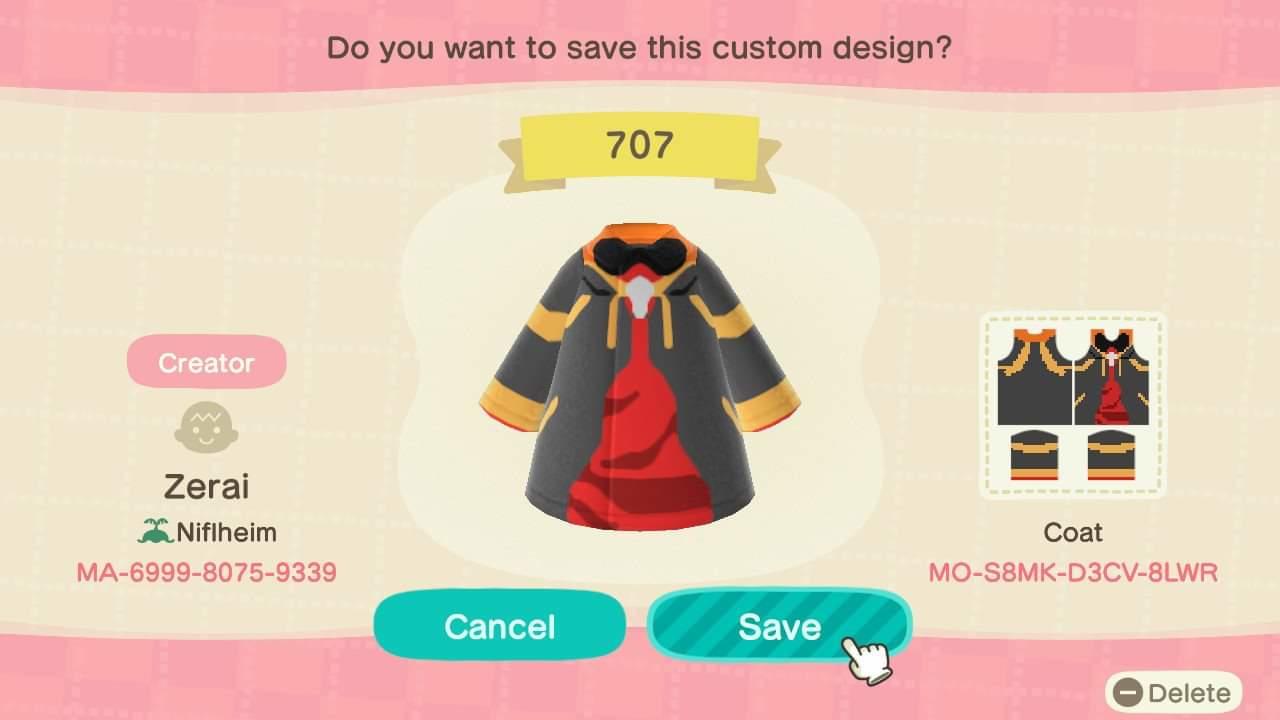 Do you want to save this custom design?
707
Creator
Zerai
Niflheim
MA-6999-8075-9339
Coat
MO-S8MK-D3CV-8LWR
Cancel
Save
Delete